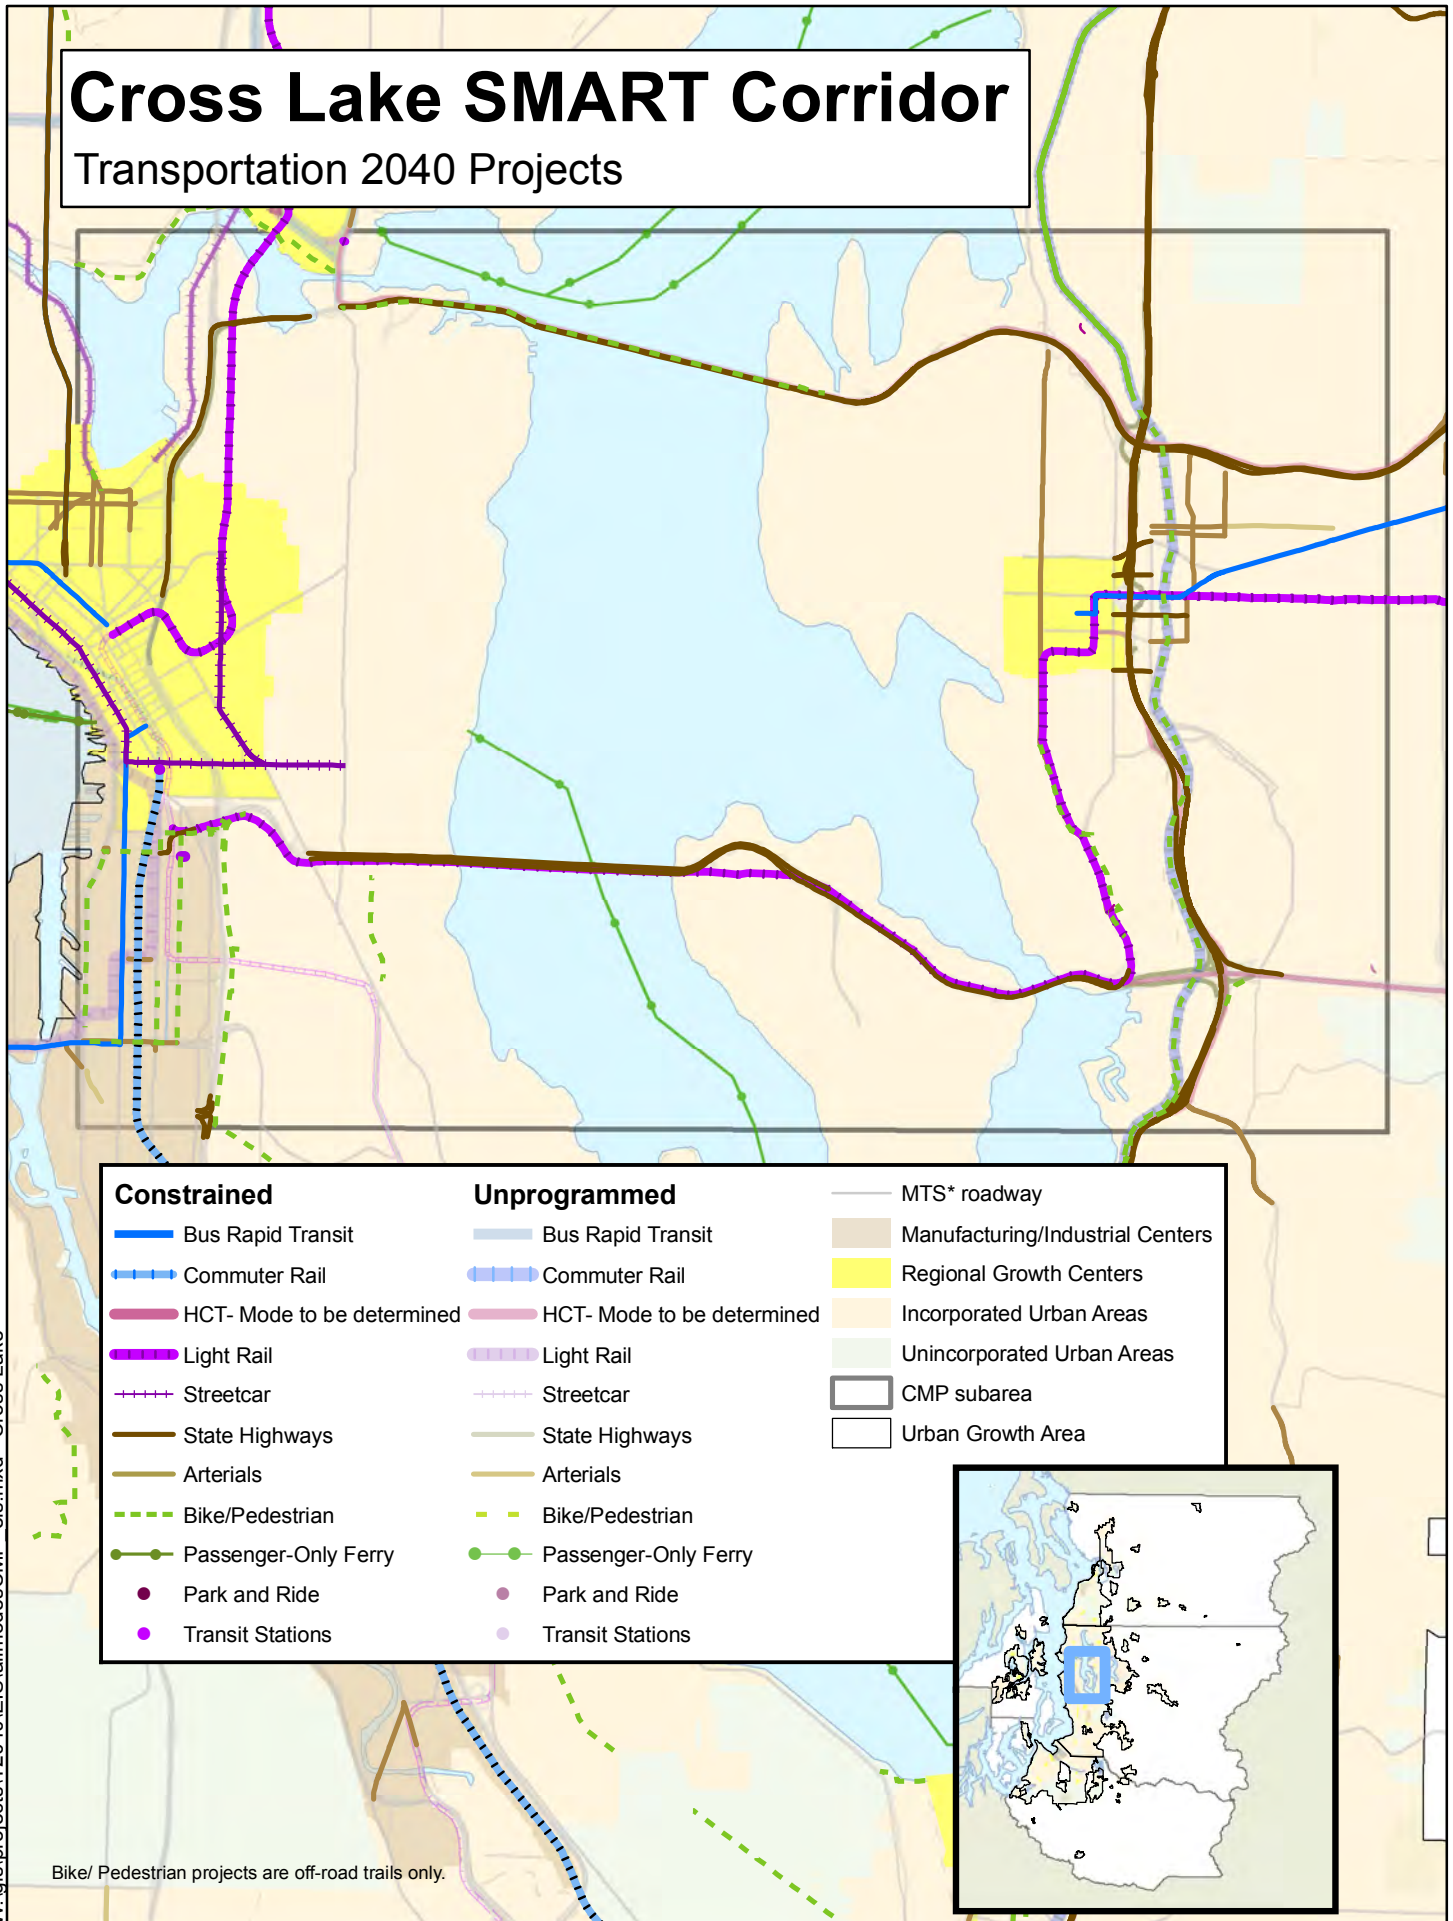 Cross Lake SMART Corridor
Transportation 2040 Projects
Constrained
Bus Rapid Transit
Commuter Rail
HCT- Mode to be determined
Light Rail
Streetcar
State Highways
Arterials
Bike/Pedestrian
Passenger-Only Ferry
Park and Ride
Transit Stations
Unprogrammed
Bus Rapid Transit
Commuter Rail
HCT- Mode to be determined
Light Rail
Streetcar
State Highways
Arterials
Bike/Pedestrian
Passenger-Only Ferry
Park and Ride
Transit Stations
MTS* roadway
Manufacturing/Industrial Centers
Regional Growth Centers
Incorporated Urban Areas
Unincorporated Urban Areas
CMP subarea
Urban Growth Area
Bike/ Pedestrian projects are off-road trails only.